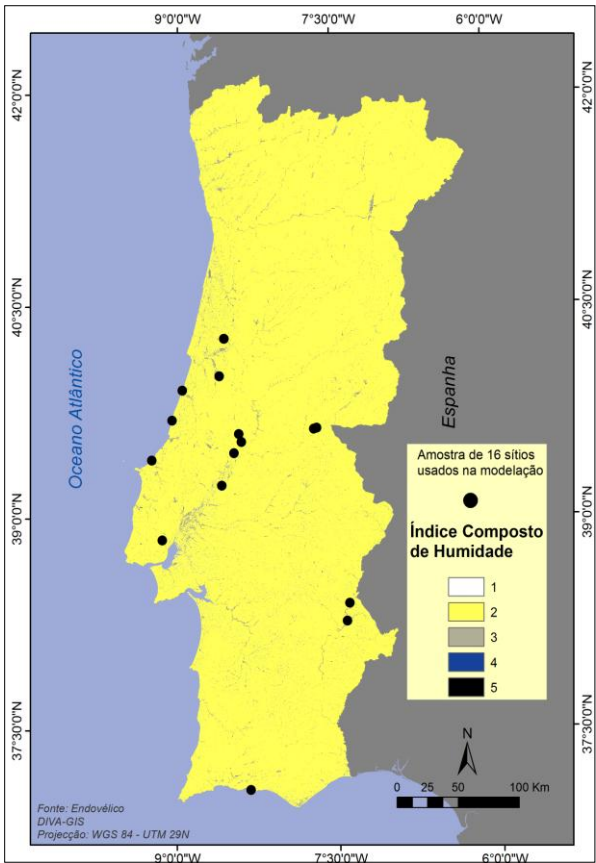 9°0'0"W
7°30'0"W
6°0'0"W
42°0'0"N
42°0'0"N
40°30'0"N
40°30'0"N
Oceano Atlântico
Espanha
Amostra de 16 sítios
usados na modelação
39°0'0"N
39°0'0"N
Índice Composto
de Humidade
1
2
3
4
5
37°30'0"N
37°30'0"N
N
0 25 50 100 Km
Fonte: Endovélico
DIVA-GIS
Projecção: WGS 84 - UTM 29N
9°0'0"W
7°30'0"W
6°0'0"W